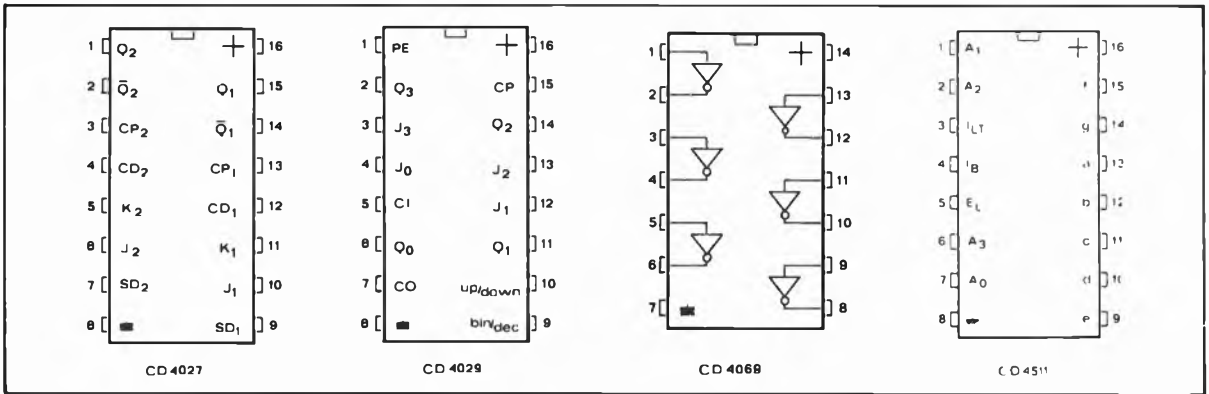 1 Q2 + 16
2 Q̅2 Q1 15
3 CP2 Q̅1 14
4 CD2 CP1 13
5 K2 CD1 12
6 J2 K1 11
7 SD2 J1 10
8 SD1 9
CD 4027
1 PE + 16
2 Q3 CP 15
3 J3 Q2 14
4 J0 J2 13
5 CI J1 12
6 Q0 Q1 11
7 CO up/down 10
8 bin/dec 9
CD 4029
1 + 14
2 13
3 12
4 11
5 10
6 9
7 8
CD 4069
1 A1 + 16
2 A2 15
3 ILT g 14
4 IB 13
5 EL b 12
6 A3 c 11
7 A0 d 10
8 e 9
CD4511